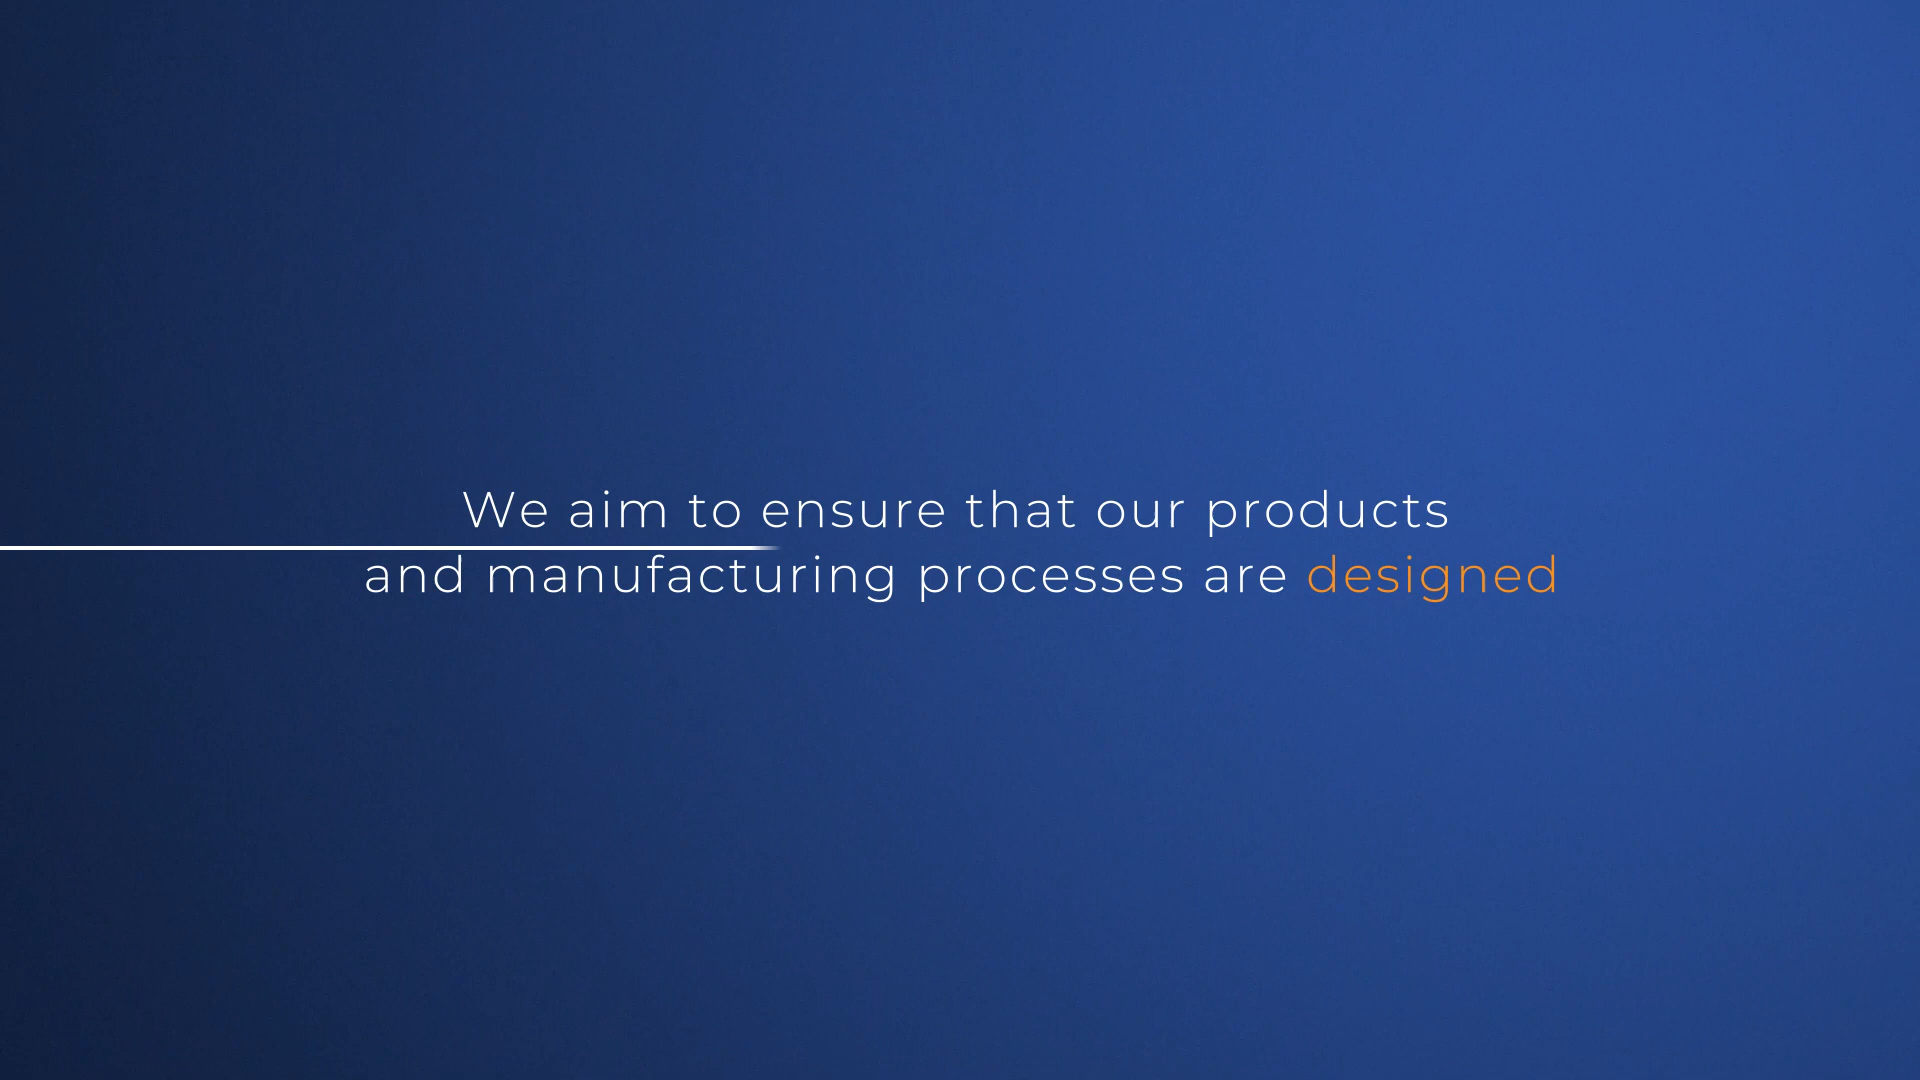 We aim to ensure that our products
and manufacturing processes are designed